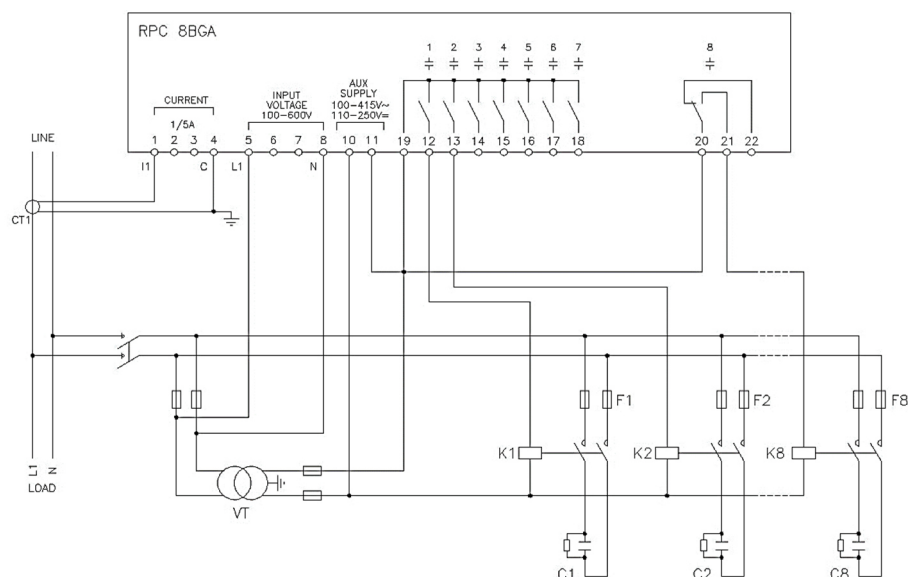 RPC 8BGA
1 2 3 4 5 6 7 8
CURRENT
1/5A
INPUT
VOLTAGE
100-600V
AUX
SUPPLY
100-415V~
110-250V=
1 2 3 4 5 6 7 8 10 11 19 12 13 14 15 16 17 18 20 21 22
I1 C L1 N
LINE
CT1
F1 F2 F8
K1 K2 K8
L1 N
LOAD
VT
C1 C2 C8